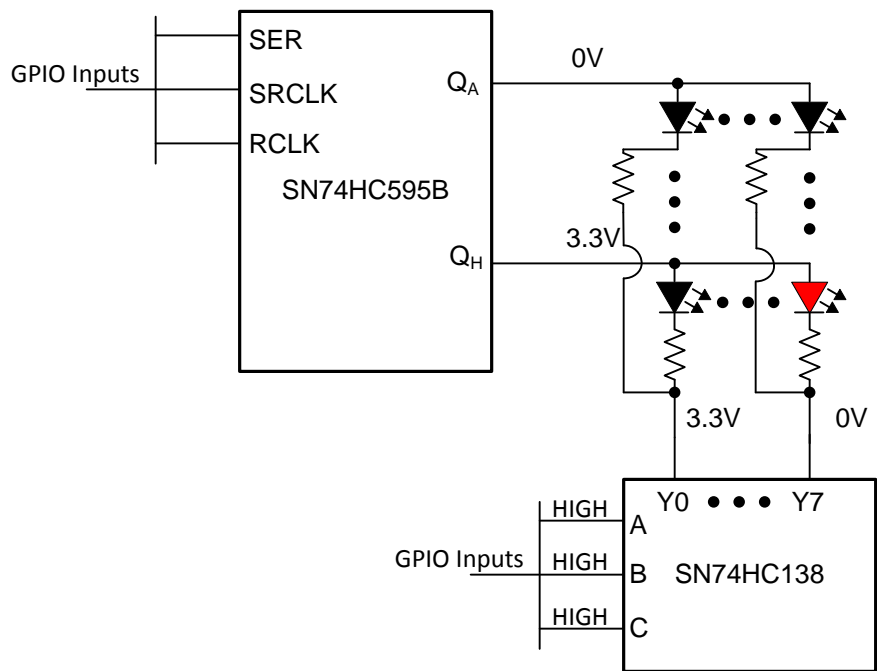 SER
0V
GPIO Inputs
SRCLK
QA
RCLK
SN74HC595B
3.3V
QH
3.3V
0V
HIGH
Y0
Y7
A
GPIO Inputs
HIGH
B
SN74HC138
HIGH
C